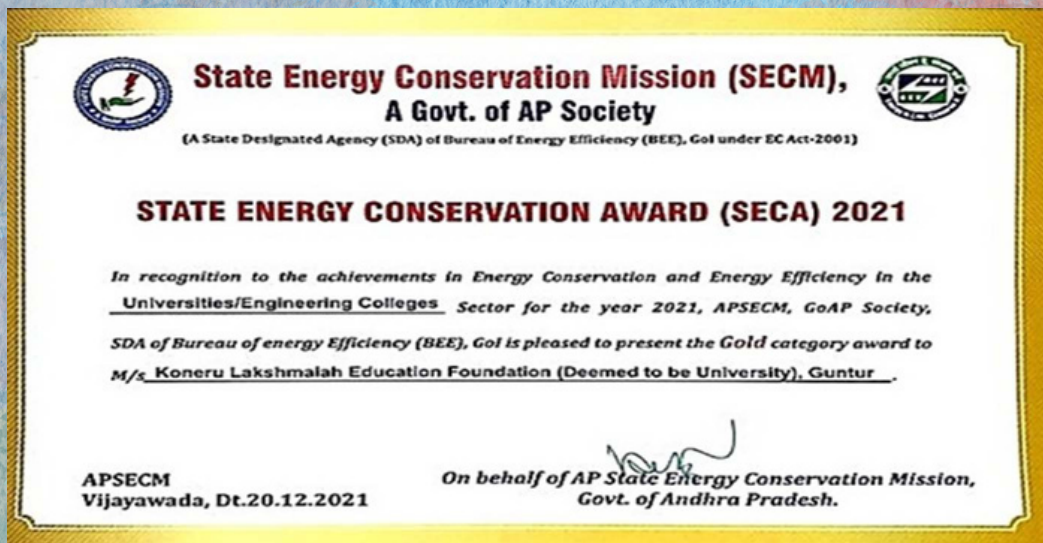 State Energy Conservation Mission (SECM),
A Govt. of AP Society
(A State Designated Agency (SDA) of Bureau of Energy Efficiency (BEE), GoI under EC Act-2001)
STATE ENERGY CONSERVATION AWARD (SECA) 2021
In recognition to the achievements in Energy Conservation and Energy Efficiency in the
Universities/Engineering Colleges Sector for the year 2021, APSECM, GoAP Society,
SDA of Bureau of energy Efficiency (BEE), GoI is pleased to present the Gold category award to
M/s Koneru Lakshmaiah Education Foundation (Deemed to be University), Guntur .
APSECM
Vijayawada, Dt.20.12.2021
On behalf of AP State Energy Conservation Mission,
Govt. of Andhra Pradesh.